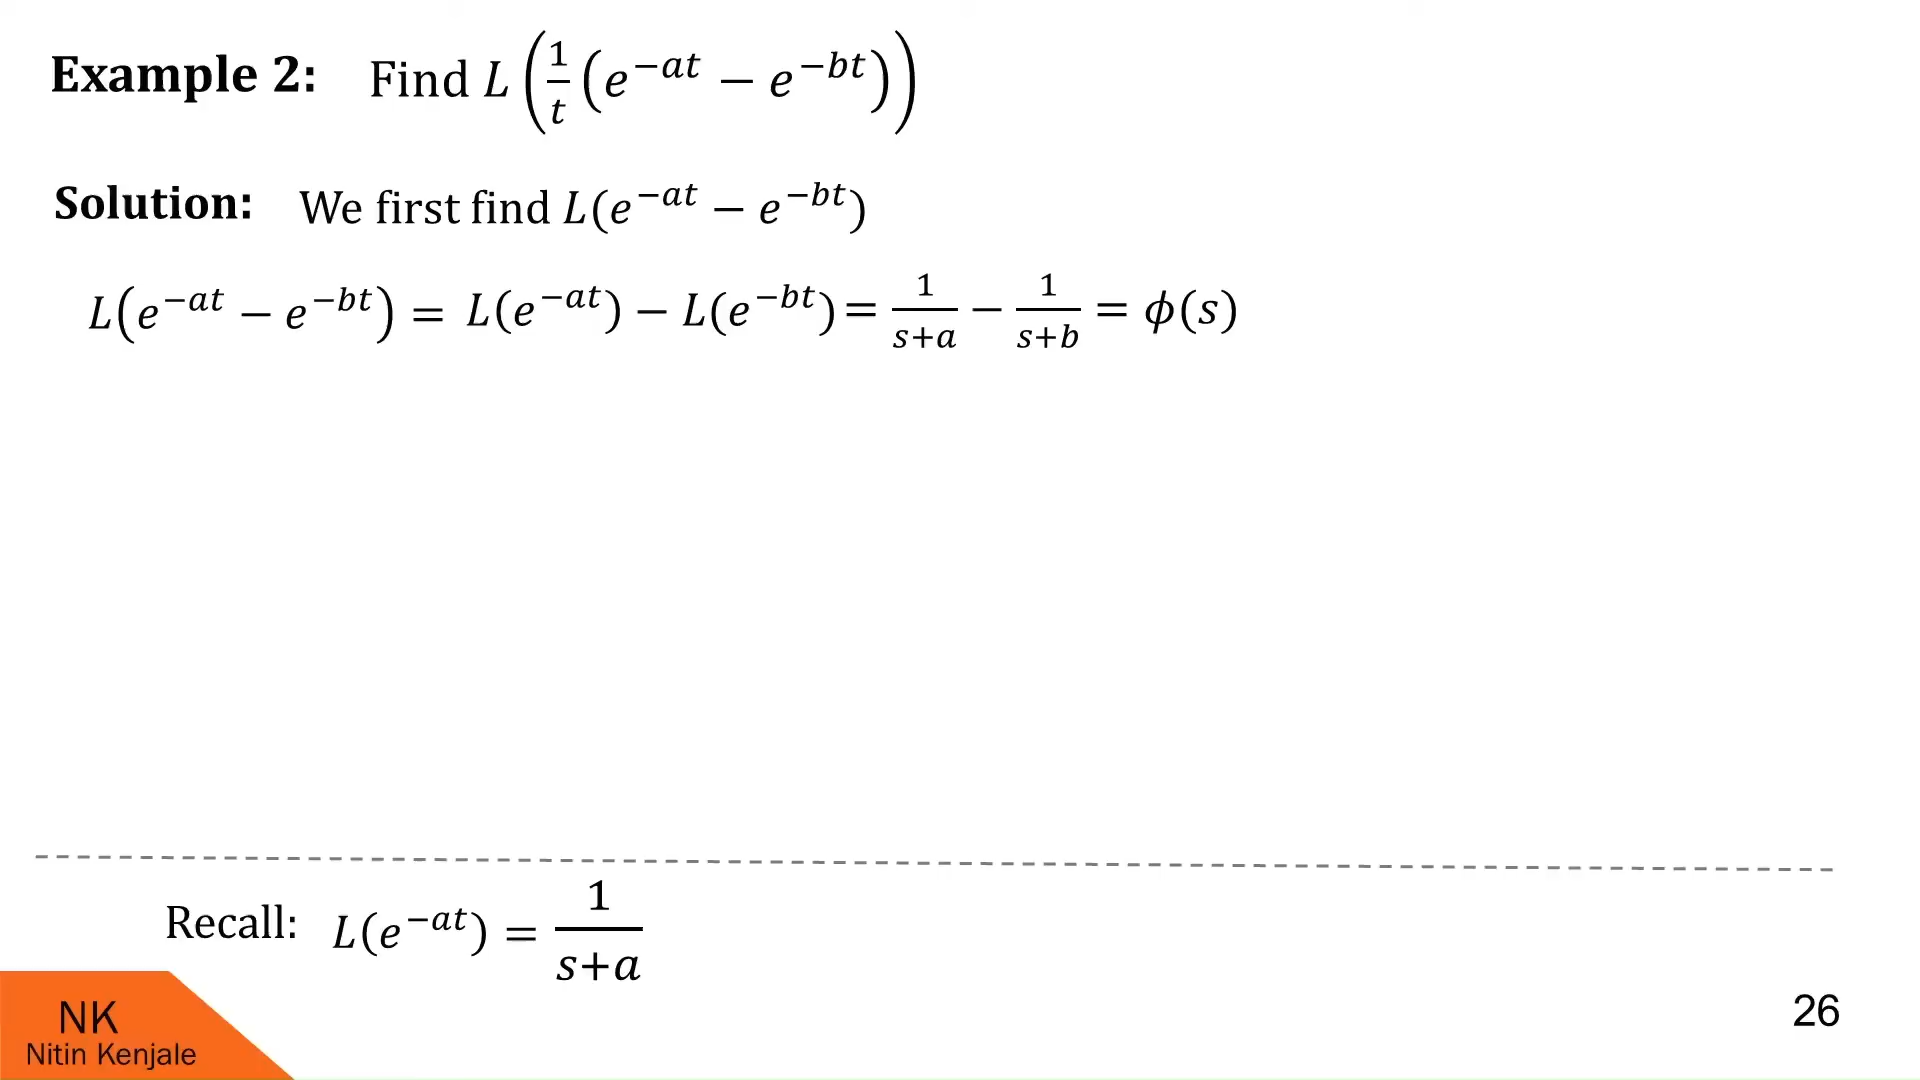 Example 2: Find L(1/t (e^−at − e^−bt))
Solution: We first find L(e^−at − e^−bt)
L(e^−at − e^−bt) = L(e^−at) − L(e^−bt) = 1/(s+a) − 1/(s+b) = ϕ(s)
Recall: L(e^−at) = 1/(s+a)
NK
Nitin Kenjale
26